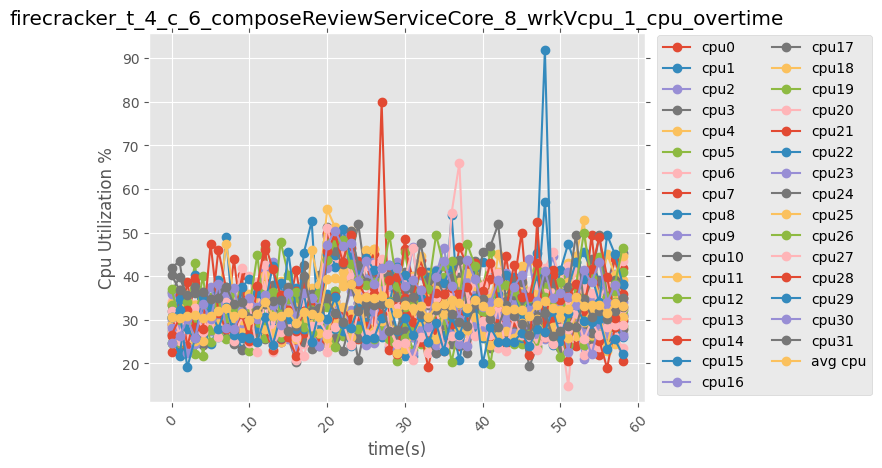 firecracker_t_4_c_6_composeReviewServiceCore_8_wrkVcpu_1_cpu_overtime
Cpu Utilization %
90
80
70
60
50
40
30
20
0
10
20
30
40
50
60
time(s)
cpu0
cpu1
cpu2
cpu3
cpu4
cpu5
cpu6
cpu7
cpu8
cpu9
cpu10
cpu11
cpu12
cpu13
cpu14
cpu15
cpu16
cpu17
cpu18
cpu19
cpu20
cpu21
cpu22
cpu23
cpu24
cpu25
cpu26
cpu27
cpu28
cpu29
cpu30
cpu31
avg cpu